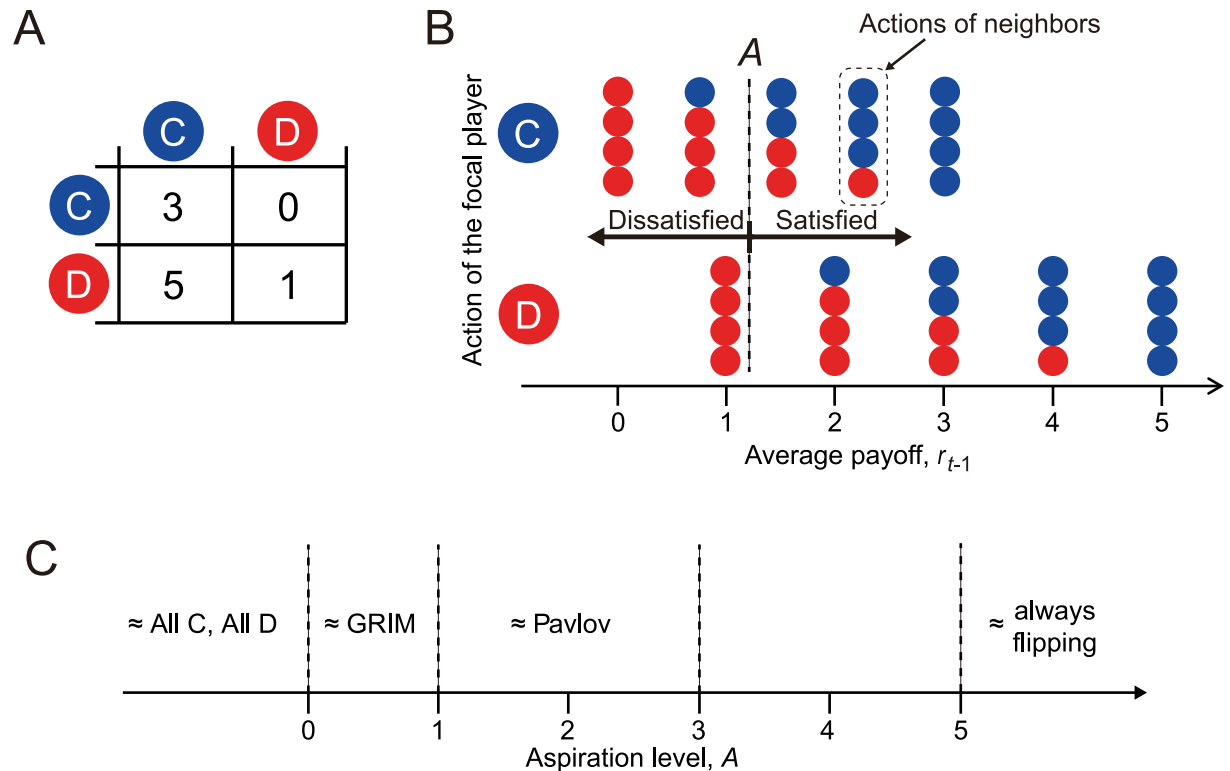 A
C D
C 3 0
D 5 1
B
Actions of neighbors
A
Action of the focal player
C
Dissatisfied Satisfied
D
0 1 2 3 4 5
Average payoff, r t-1
C
≈ All C, All D ≈ GRIM ≈ Pavlov ≈ always
flipping
0 1 2 3 4 5
Aspiration level, A